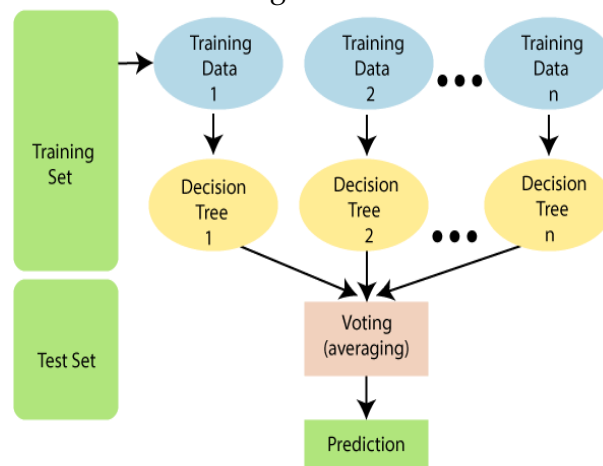 Training
Set
Training
Data
1
Training
Data
2
Training
Data
n
Decision
Tree
1
Decision
Tree
2
Decision
Tree
n
Test Set
Voting
(averaging)
Prediction